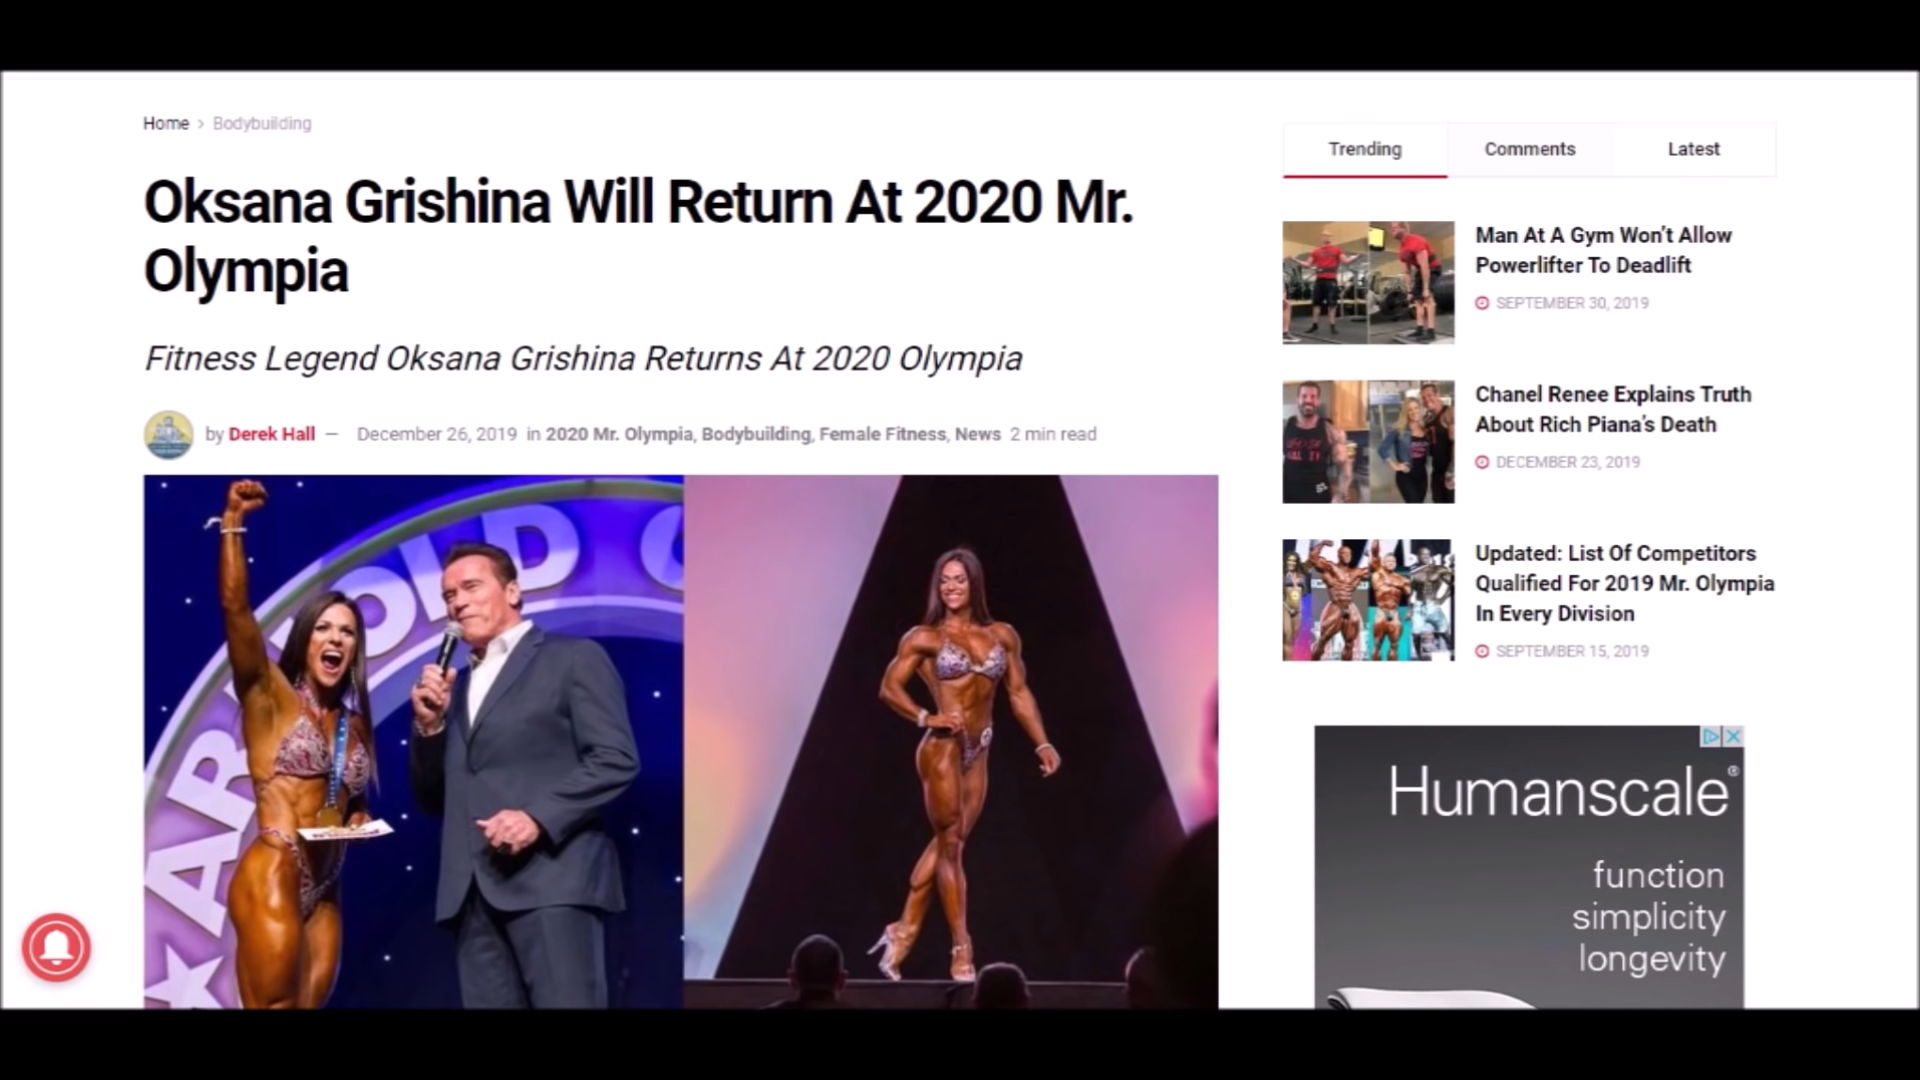 Home > Bodybuilding
Oksana Grishina Will Return At 2020 Mr.
Olympia
Fitness Legend Oksana Grishina Returns At 2020 Olympia
by Derek Hall — December 26, 2019 in 2020 Mr. Olympia, Bodybuilding, Female Fitness, News 2 min read
ARNOLD C
Trending
Comments
Latest
Man At A Gym Won't Allow
Powerlifter To Deadlift
SEPTEMBER 30, 2019
Chanel Renee Explains Truth
About Rich Piana's Death
DECEMBER 23, 2019
Updated: List Of Competitors
Qualified For 2019 Mr. Olympia
In Every Division
SEPTEMBER 15, 2019
Humanscale®
function
simplicity
longevity